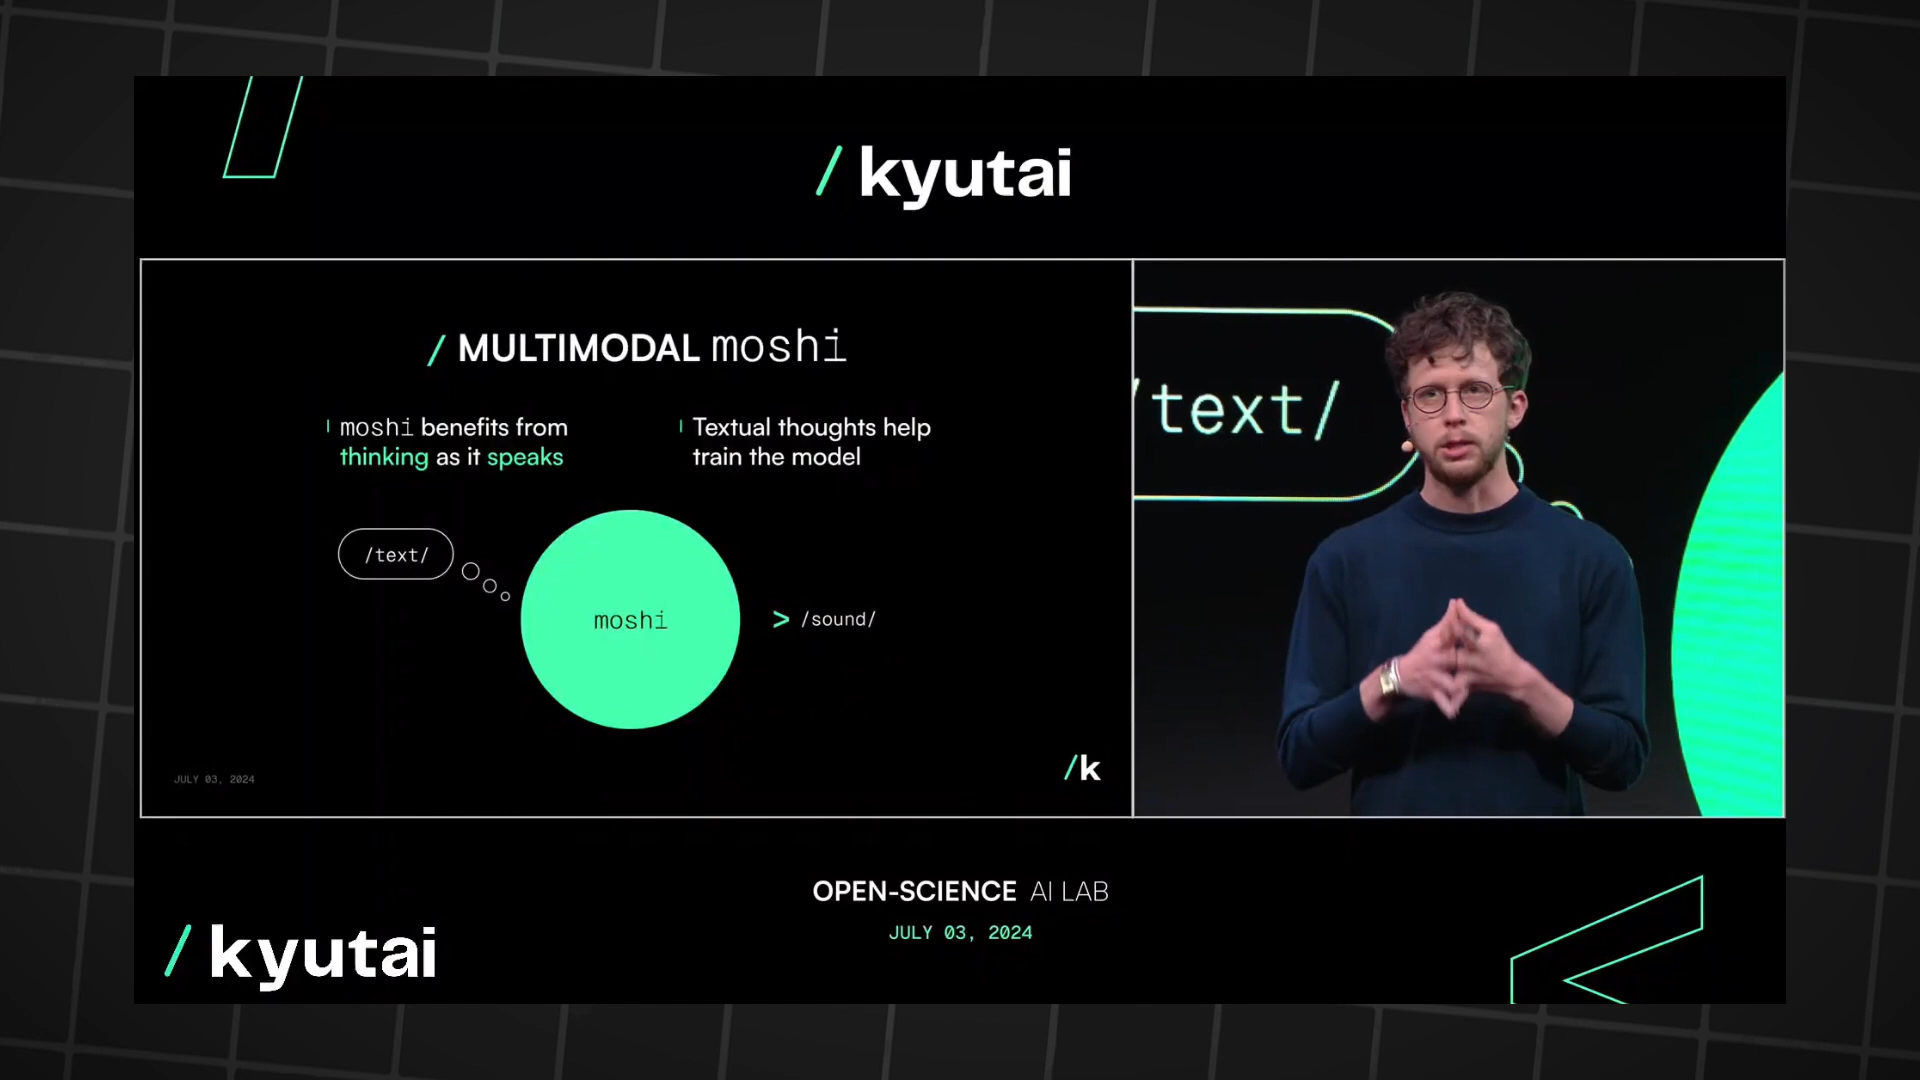 / kyutai
/ MULTIMODAL moshi
moshi benefits from
thinking as it speaks
Textual thoughts help
train the model
/text/
moshi
> /sound/
JULY 03, 2024
/k
/text/
OPEN-SCIENCE AI LAB
JULY 03, 2024
/ kyutai